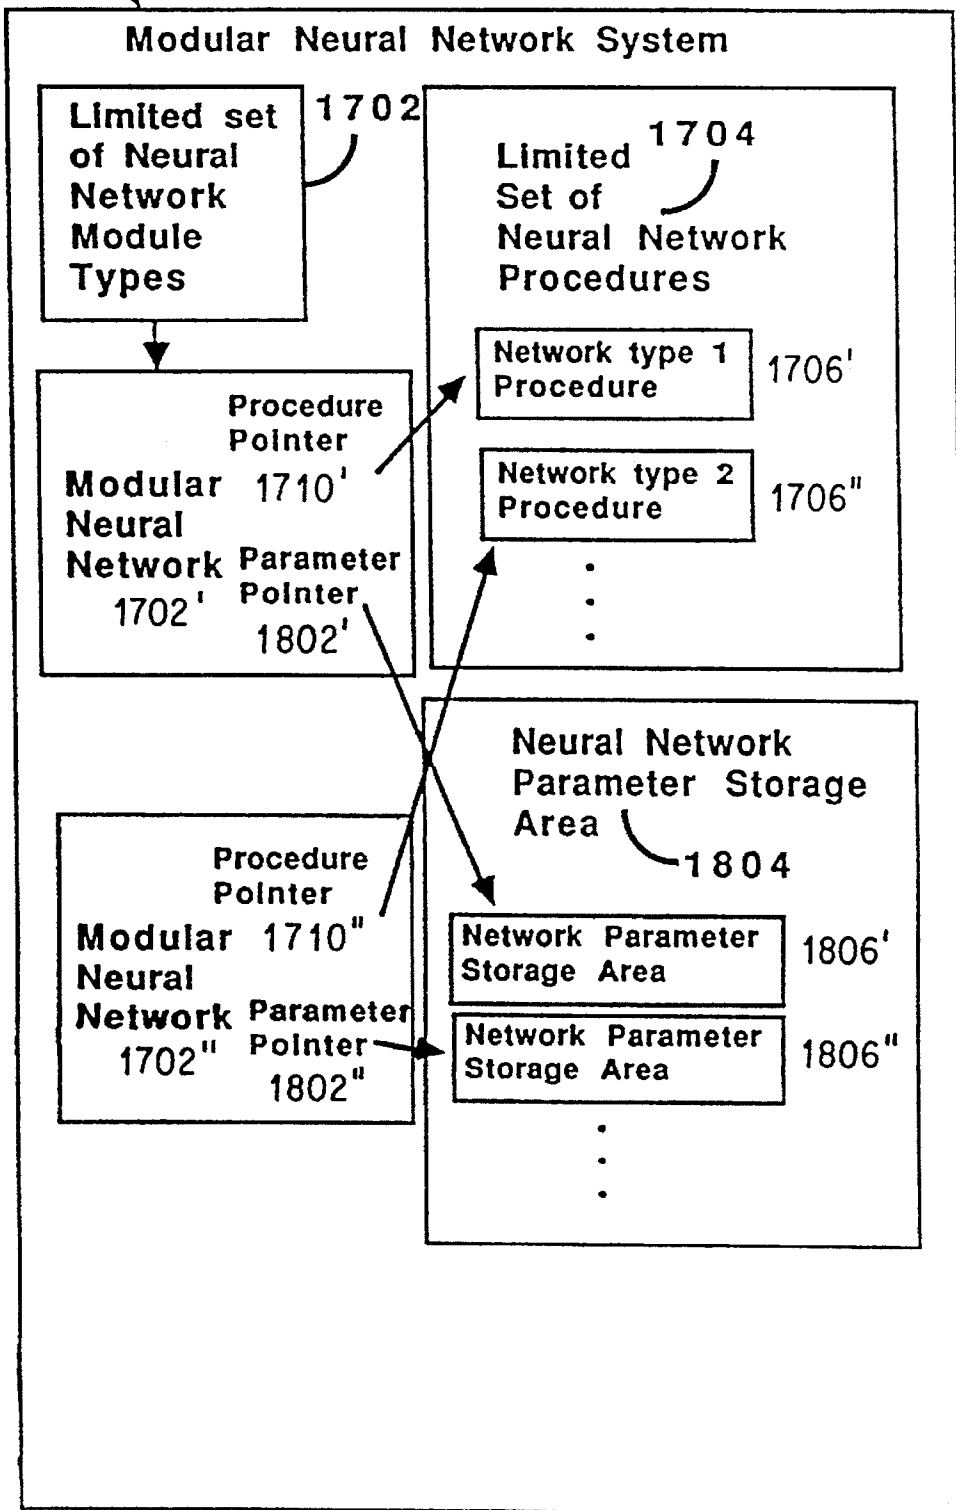 Modular Neural Network System
Limited set
of Neural
Network
Module
Types
1702
Limited
Set of
Neural Network
Procedures
1704
Network type 1
Procedure
1706'
Network type 2
Procedure
1706"
Procedure
Pointer
1710'
Modular
Neural
Network
1702'
Parameter
Pointer
1802'
Neural Network
Parameter Storage
Area
1804
Procedure
Pointer
1710"
Modular
Neural
Network
1702"
Parameter
Pointer
1802"
Network Parameter
Storage Area
1806'
Network Parameter
Storage Area
1806"